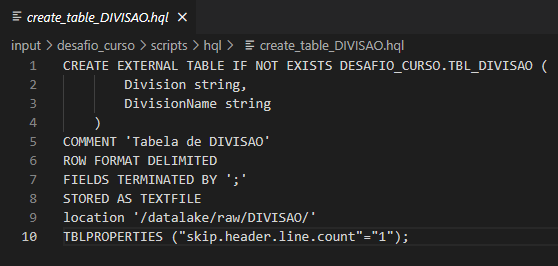 create_table_DIVISAO.hql ×
input > desafio_curso > scripts > hql > create_table_DIVISAO.hql
1 CREATE EXTERNAL TABLE IF NOT EXISTS DESAFIO_CURSO.TBL_DIVISAO (
2 Division string,
3 DivisionName string
4 )
5 COMMENT 'Tabela de DIVISAO'
6 ROW FORMAT DELIMITED
7 FIELDS TERMINATED BY ';'
8 STORED AS TEXTFILE
9 location '/datalake/raw/DIVISAO/'
10 TBLPROPERTIES ("skip.header.line.count"="1");